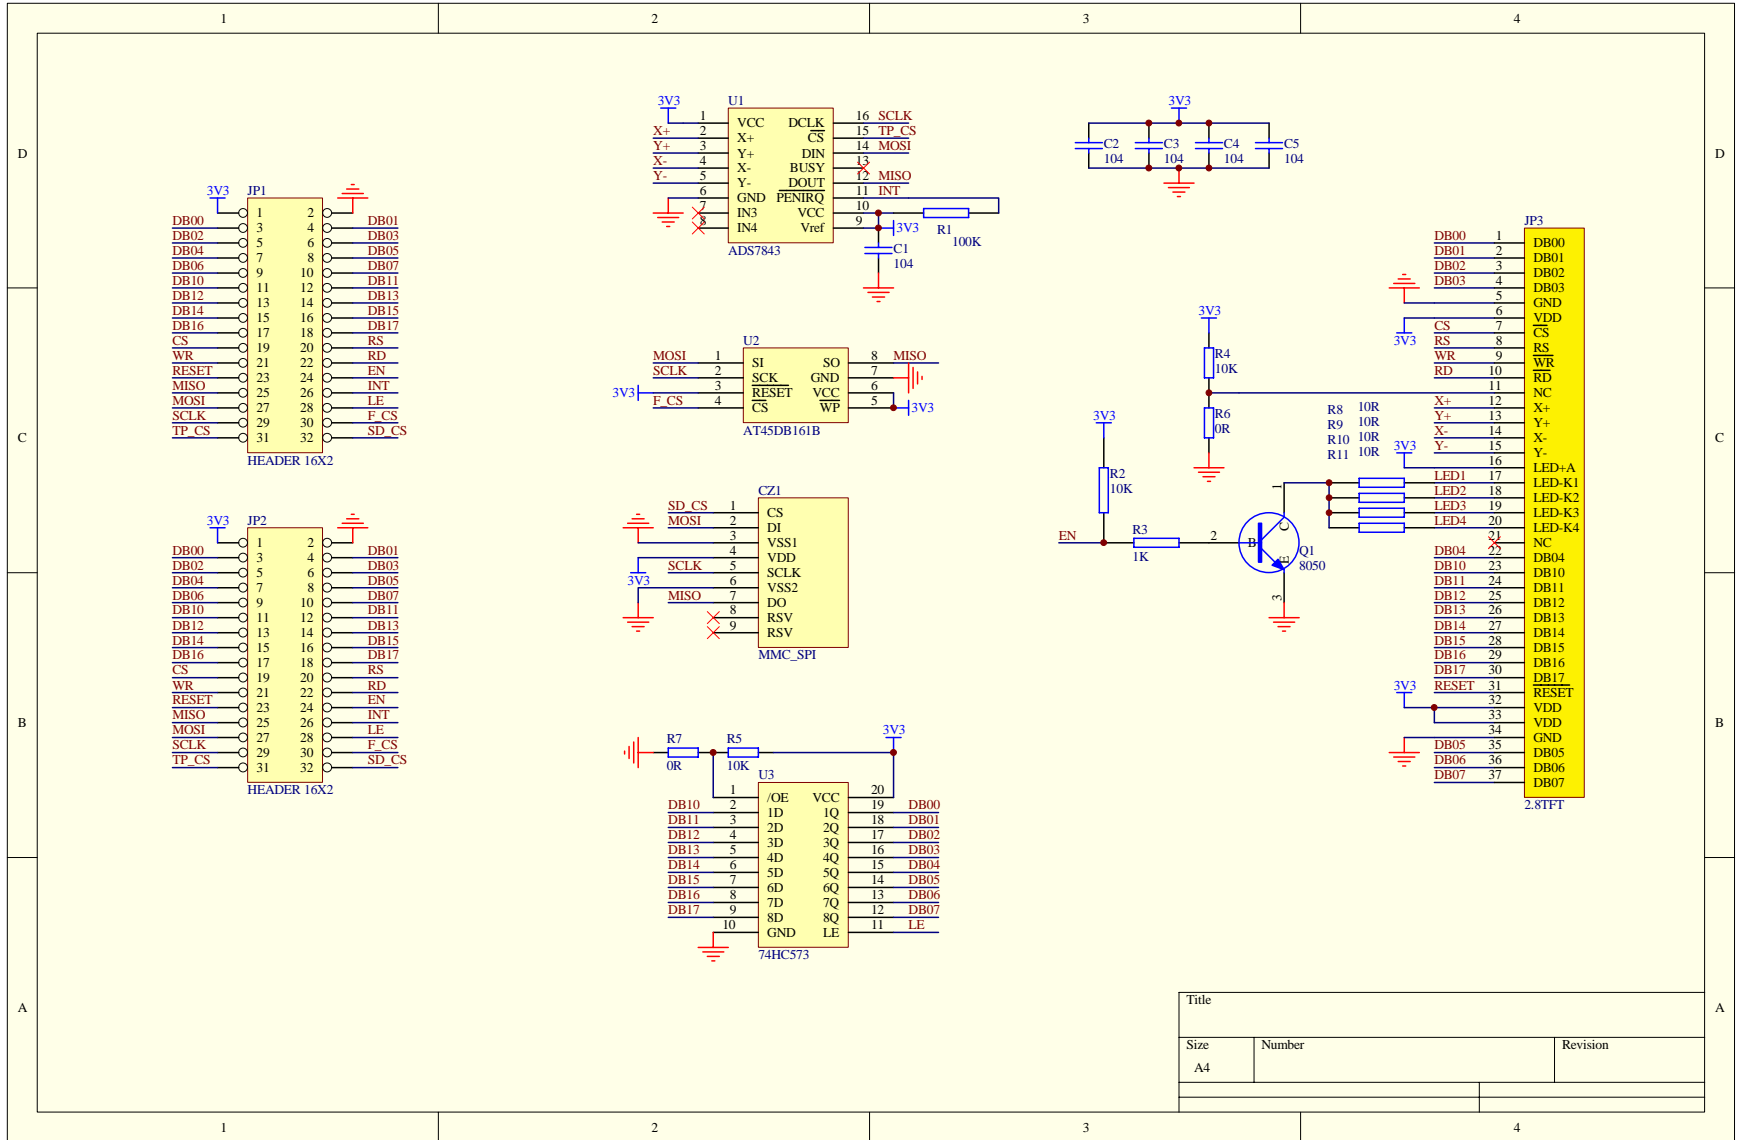 1 2 3 4
D D
C C
B B
A A
1 2 3 4
3V3 JP1
1 2
DB00 3 4 DB01
DB02 5 6 DB03
DB04 7 8 DB05
DB06 9 10 DB07
DB10 11 12 DB11
DB12 13 14 DB13
DB14 15 16 DB15
DB16 17 18 DB17
CS 19 20 RS
WR 21 22 RD
RESET 23 24 EN
MISO 25 26 INT
MOSI 27 28 LE
SCLK 29 30 F_CS
TP_CS 31 32 SD_CS
HEADER 16X2
3V3 JP2
1 2
DB00 3 4 DB01
DB02 5 6 DB03
DB04 7 8 DB05
DB06 9 10 DB07
DB10 11 12 DB11
DB12 13 14 DB13
DB14 15 16 DB15
DB16 17 18 DB17
CS 19 20 RS
WR 21 22 RD
RESET 23 24 EN
MISO 25 26 INT
MOSI 27 28 LE
SCLK 29 30 F_CS
TP_CS 31 32 SD_CS
HEADER 16X2
3V3 U1
1 VCC DCLK 16 SCLK
X+ 2 X+ CS 15 TP_CS
Y+ 3 Y+ DIN 14 MOSI
X- 4 X- BUSY 13
Y- 5 Y- DOUT 12 MISO
6 GND PENIRQ 11 INT
7 IN3 VCC 10
8 IN4 Vref 9 3V3
ADS7843
R1
100K
C1
104
U2
MOSI 1 SI SO 8 MISO
SCLK 2 SCK GND 7
3V3 3 RESET VCC 6
F_CS 4 CS WP 5 3V3
AT45DB161B
CZ1
SD_CS 1 CS
MOSI 2 DI
3 VSS1
4 VDD
3V3 SCLK 5 SCLK
6 VSS2
MISO 7 DO
8 RSV
9 RSV
MMC_SPI
R7 R5 3V3
0R 10K
U3
1 /OE VCC 20
DB10 2 1D 1Q 19 DB00
DB11 3 2D 2Q 18 DB01
DB12 4 3D 3Q 17 DB02
DB13 5 4D 4Q 16 DB03
DB14 6 5D 5Q 15 DB04
DB15 7 6D 6Q 14 DB05
DB16 8 7D 7Q 13 DB06
DB17 9 8D 8Q 12 DB07
10 GND LE 11 LE
74HC573
3V3
C2 C3 C4 C5
104 104 104 104
3V3
R4
10K
R6
0R
3V3
R2
10K
EN R3
1K
1
2 B C E
3
Q1
8050
R8 10R
R9 10R
R10 10R
R11 10R
JP3
DB00 1 DB00
DB01 2 DB01
DB02 3 DB02
DB03 4 DB03
5 GND
6 VDD
3V3
CS 7 CS
RS 8 RS
WR 9 WR
RD 10 RD
11 NC
X+ 12 X+
Y+ 13 Y+
X- 14 X-
Y- 15 Y-
3V3 16 LED+A
LED1 17 LED-K1
LED2 18 LED-K2
LED3 19 LED-K3
LED4 20 LED-K4
21 NC
DB04 22 DB04
DB10 23 DB10
DB11 24 DB11
DB12 25 DB12
DB13 26 DB13
DB14 27 DB14
DB15 28 DB15
DB16 29 DB16
DB17 30 DB17
3V3 RESET 31 RESET
32 VDD
33 VDD
34 GND
DB05 35 DB05
DB06 36 DB06
DB07 37 DB07
2.8TFT
Title
Size Number Revision
A4